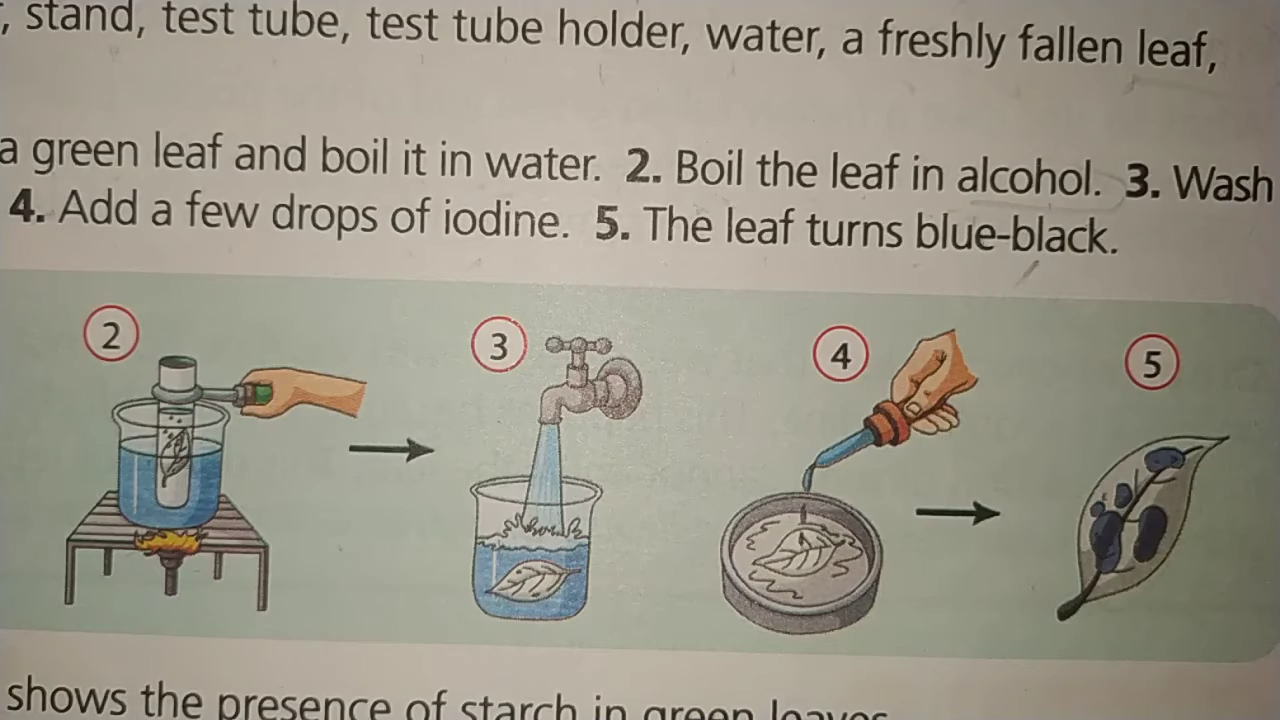 , stand, test tube, test tube holder, water, a freshly fallen leaf,
a green leaf and boil it in water. 2. Boil the leaf in alcohol. 3. Wash
4. Add a few drops of iodine. 5. The leaf turns blue-black.
2
3
4
5
shows the presence of starch in green leaves